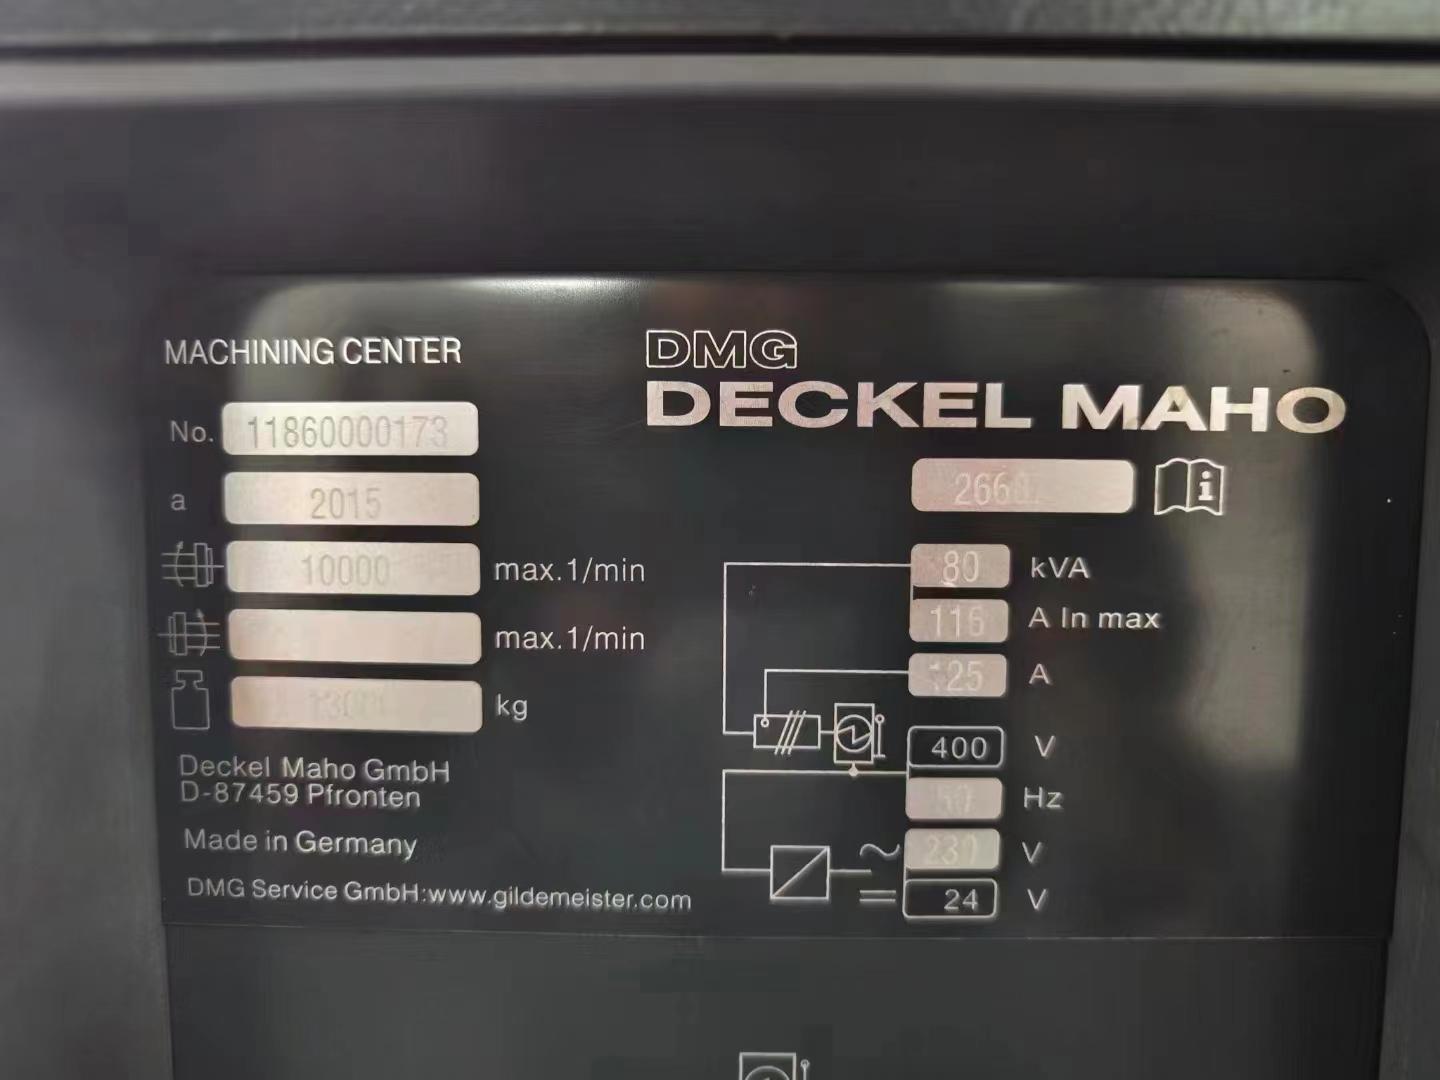 MACHINING CENTER
DMG
DECKEL MAHO
No. 11860000173
a 2015
10000 max.1/min
max.1/min
kg
80 kVA
116 A In max
125 A
400 V
Hz
230 V
24 V
Deckel Maho GmbH
D-87459 Pfronten
Made in Germany
DMG Service GmbH:www.gildemeister.com